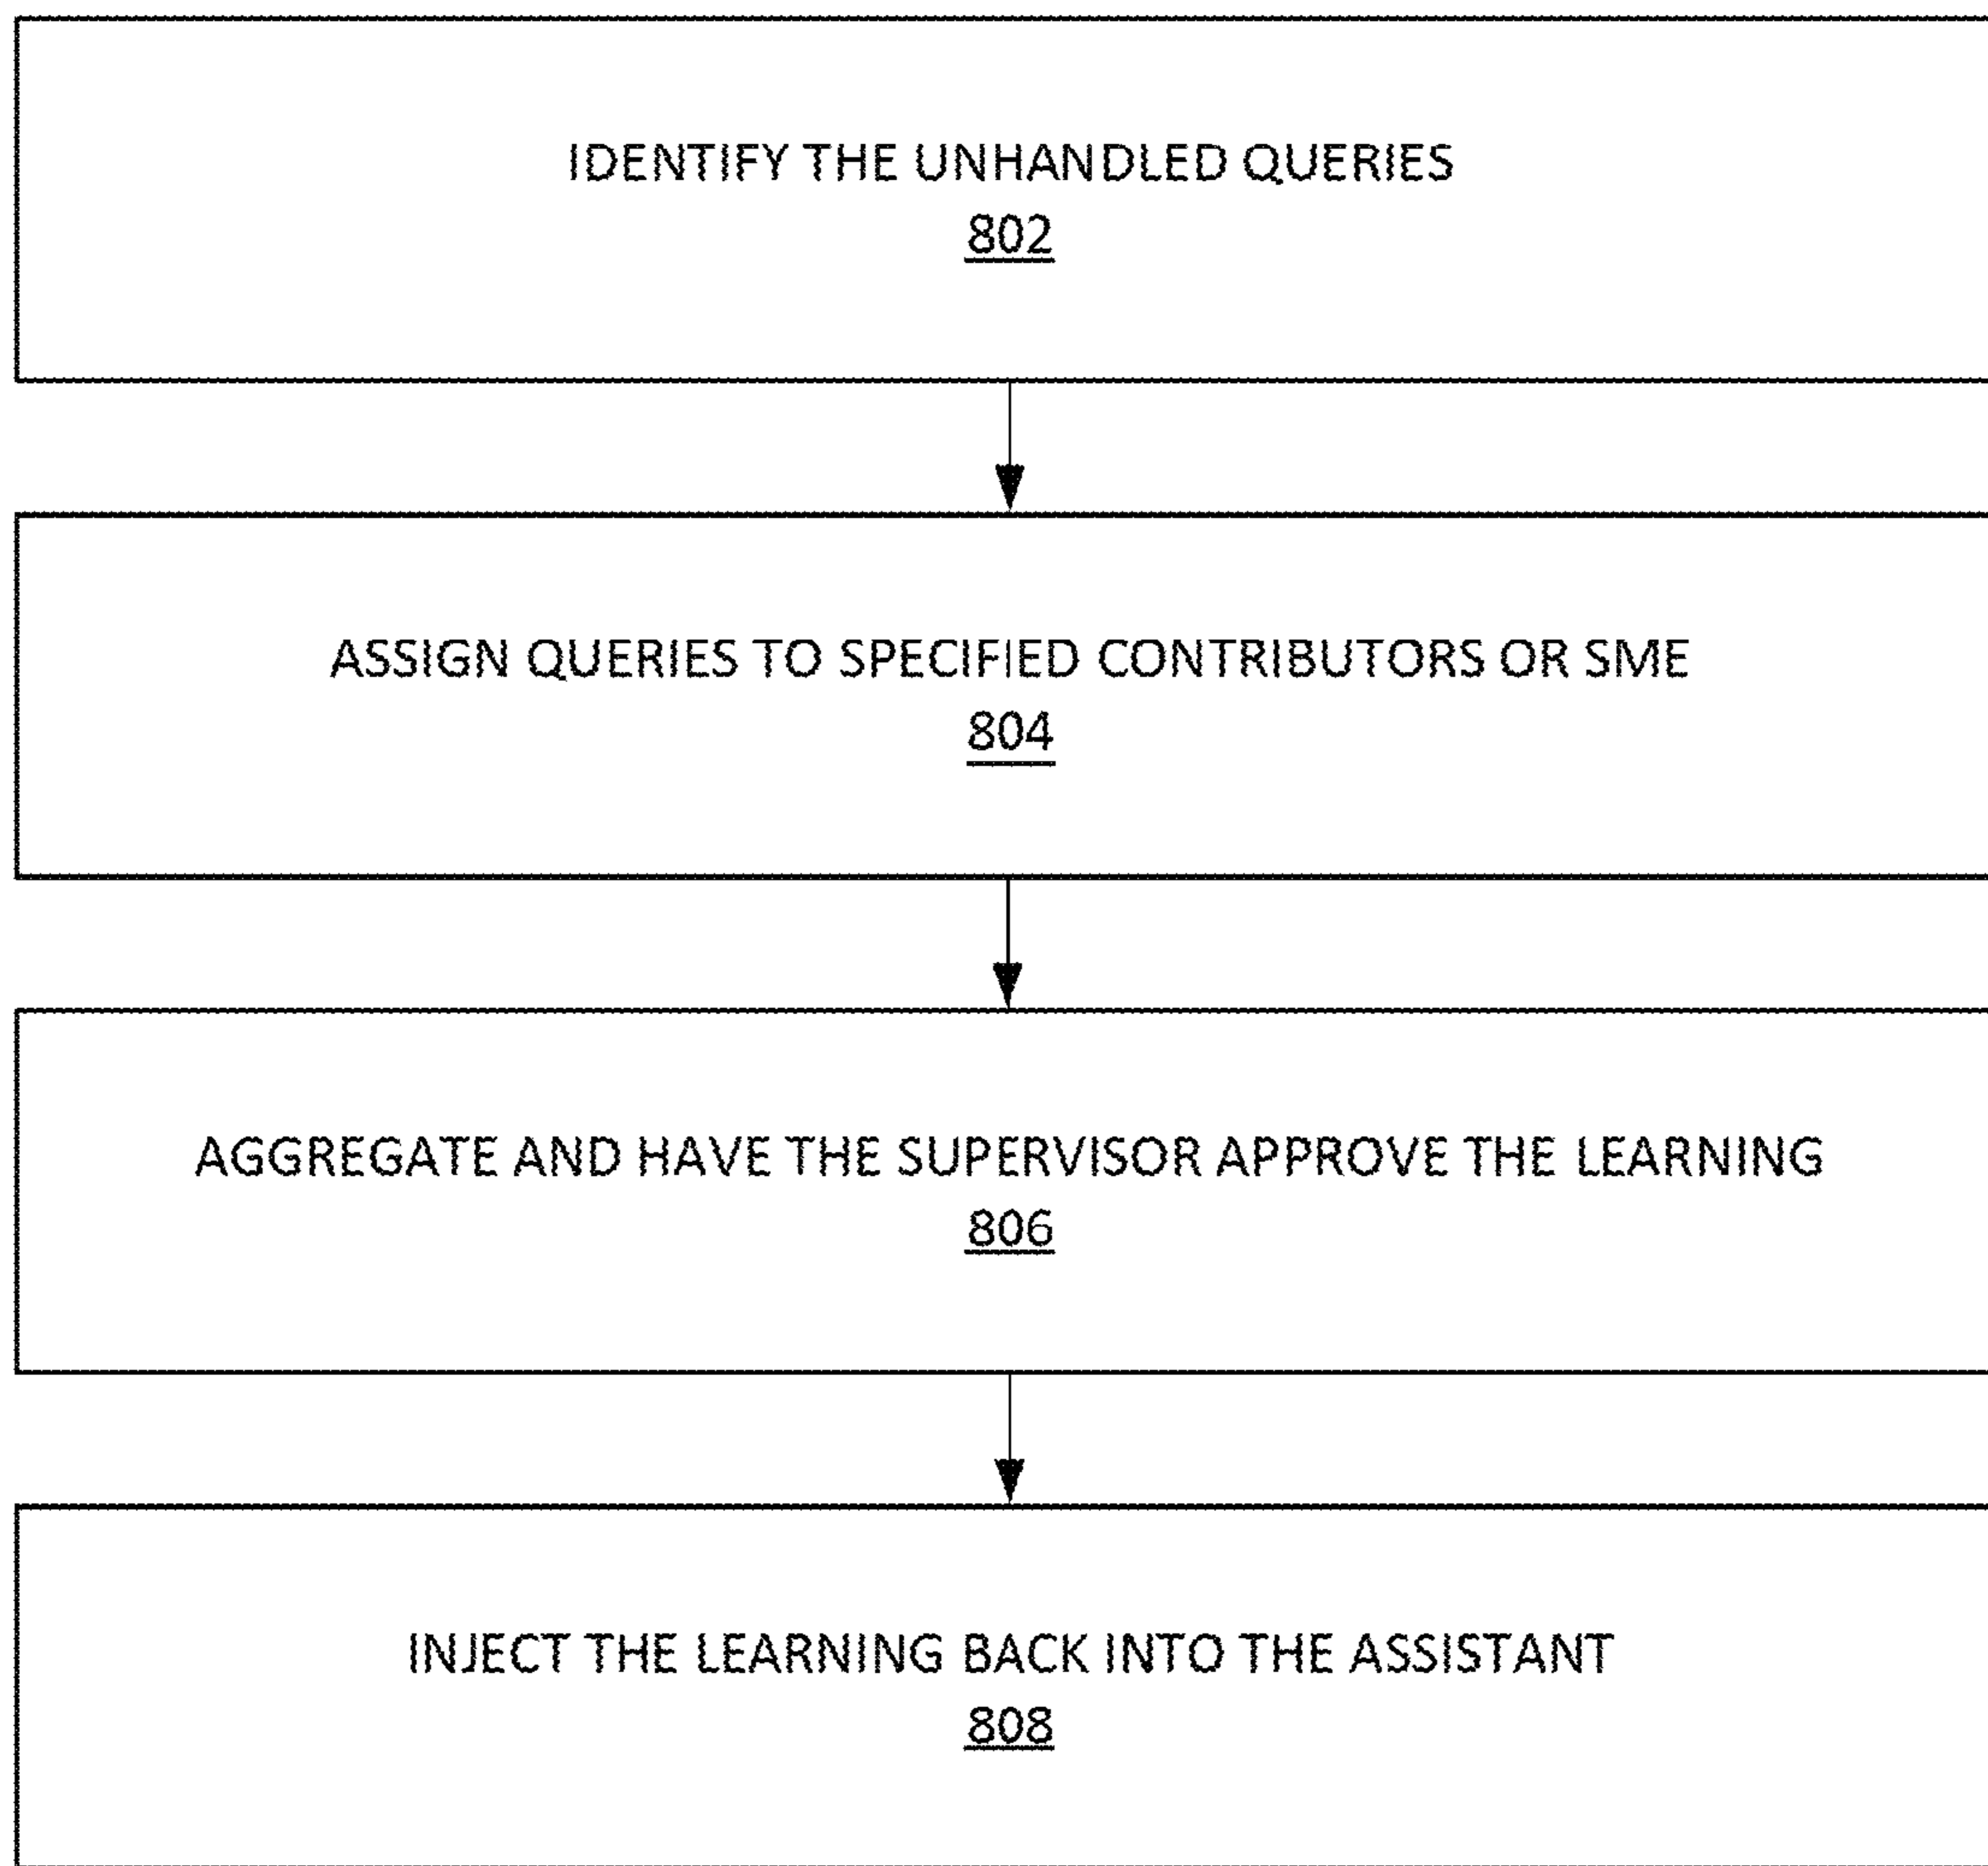 IDENTIFY THE UNHANDLED QUERIES
802
ASSIGN QUERIES TO SPECIFIED CONTRIBUTORS OR SME
804
AGGREGATE AND HAVE THE SUPERVISOR APPROVE THE LEARNING
806
INJECT THE LEARNING BACK INTO THE ASSISTANT
808